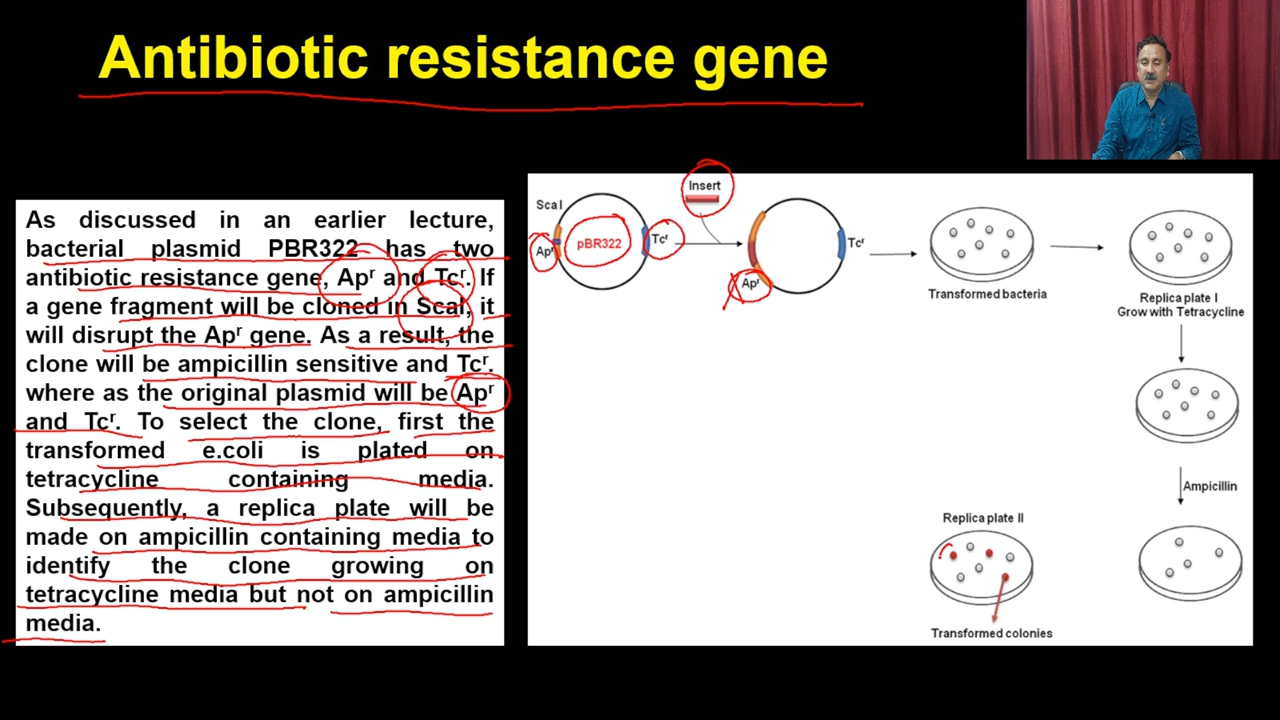 Antibiotic resistance gene
As discussed in an earlier lecture,
bacterial plasmid PBR322 has two
antibiotic resistance gene, Apʳ and Tcʳ. If
a gene fragment will be cloned in ScaI, it
will disrupt the Apʳ gene. As a result, the
clone will be ampicillin sensitive and Tcʳ.
where as the original plasmid will be Apʳ
and Tcʳ. To select the clone, first the
transformed e.coli is plated on
tetracycline containing media.
Subsequently, a replica plate will be
made on ampicillin containing media to
identify the clone growing on
tetracycline media but not on ampicillin
media.
Sca I
Apʳ
pBR322
Tcʳ
Insert
Apʳ
Tcʳ
Transformed bacteria
Replica plate I
Grow with Tetracycline
Ampicillin
Replica plate II
Transformed colonies